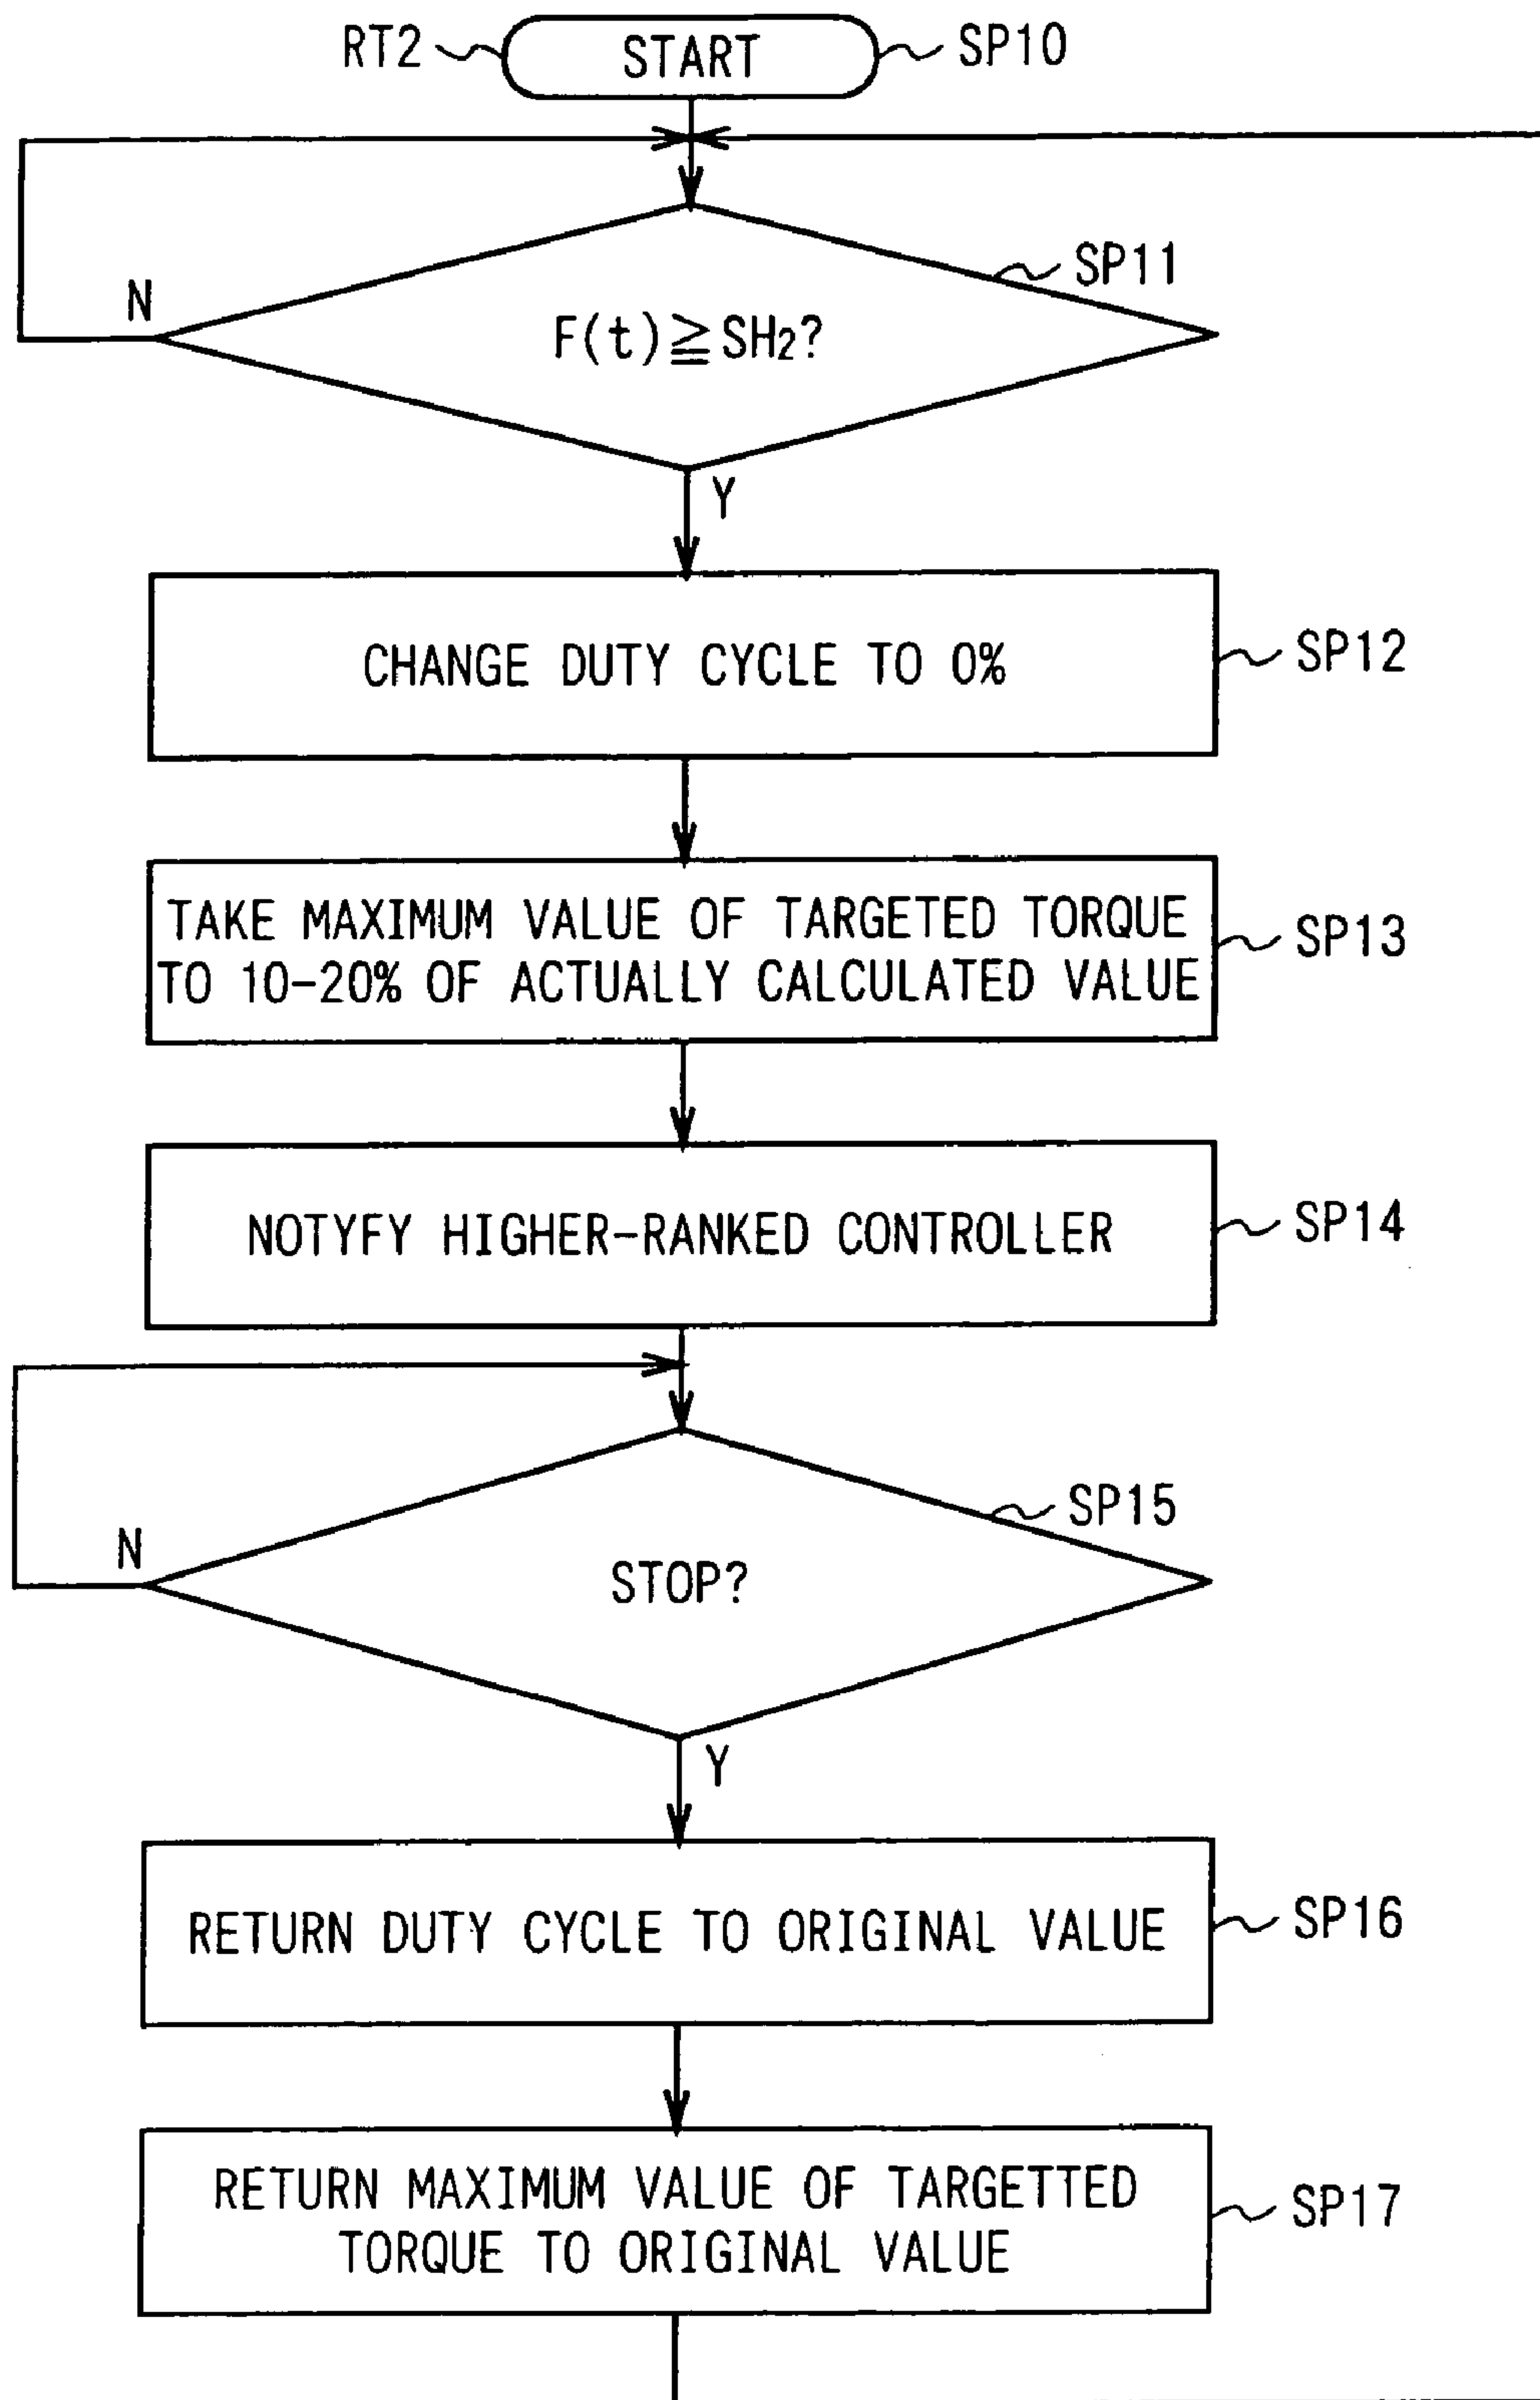 RT2
START
SP10
SP11
N
F(t)≧SH₂?
Y
CHANGE DUTY CYCLE TO 0%
SP12
TAKE MAXIMUM VALUE OF TARGETED TORQUE
TO 10-20% OF ACTUALLY CALCULATED VALUE
SP13
NOTYFY HIGHER-RANKED CONTROLLER
SP14
SP15
N
STOP?
Y
RETURN DUTY CYCLE TO ORIGINAL VALUE
SP16
RETURN MAXIMUM VALUE OF TARGETTED
TORQUE TO ORIGINAL VALUE
SP17